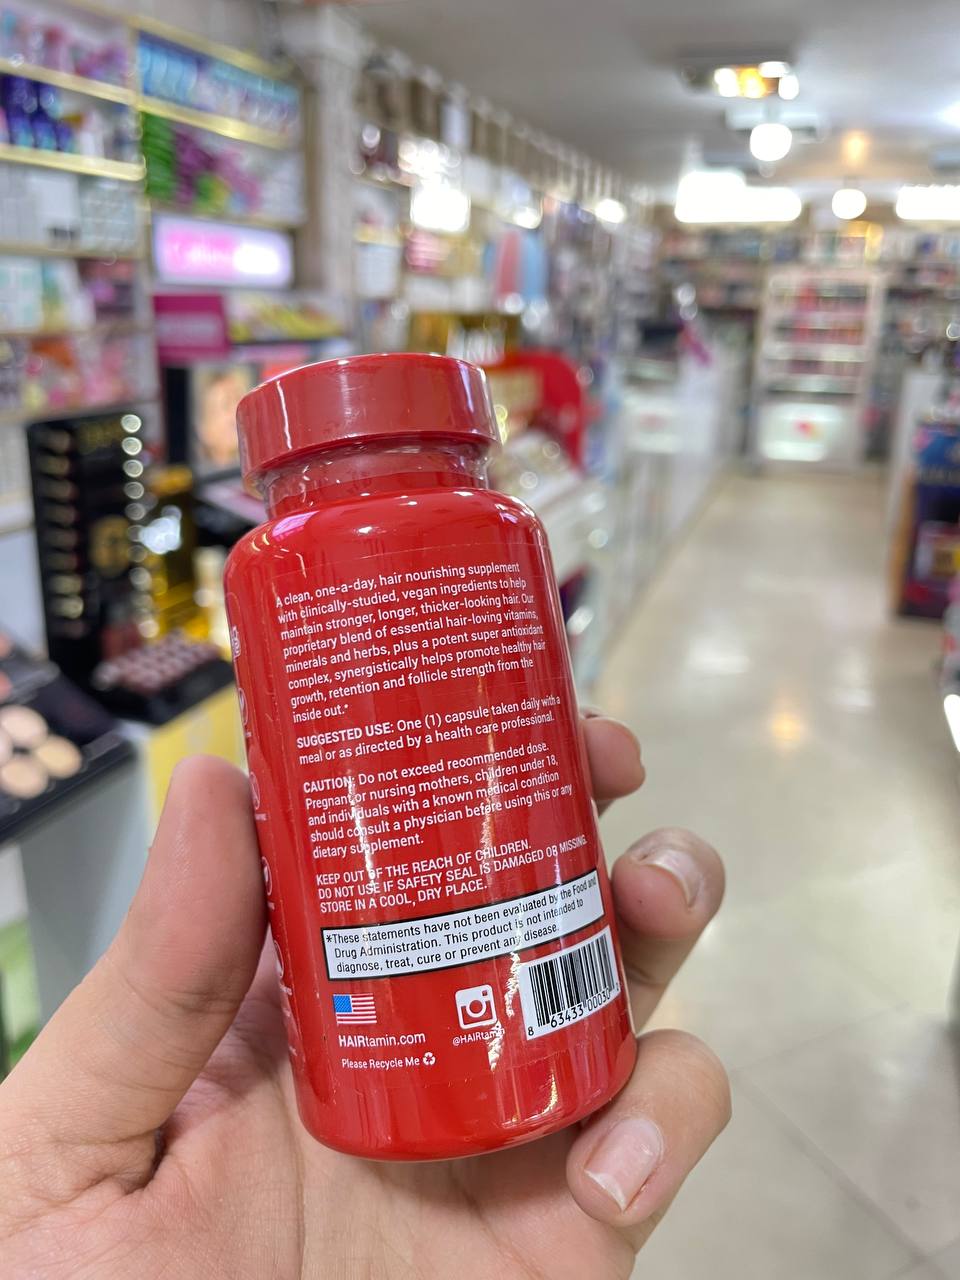 A clean, one-a-day, hair nourishing supplement
with clinically-studied, vegan ingredients to help
maintain stronger, longer, thicker-looking hair. Our
proprietary blend of essential hair-loving vitamins,
minerals and herbs, plus a potent super antioxidant
complex, synergistically helps promote healthy hair
growth, retention and follicle strength from the
inside out.*
SUGGESTED USE: One (1) capsule taken daily with a
meal or as directed by a health care professional.
CAUTION: Do not exceed recommended dose.
Pregnant or nursing mothers, children under 18,
and individuals with a known medical condition
should consult a physician before using this or any
dietary supplement.
KEEP OUT OF THE REACH OF CHILDREN.
DO NOT USE IF SAFETY SEAL IS DAMAGED OR MISSING.
STORE IN A COOL, DRY PLACE.
*These statements have not been evaluated by the Food and
Drug Administration. This product is not intended to
diagnose, treat, cure or prevent any disease.
HAIRtamin.com
@HAIRtamin
Please Recycle Me
8 63433 00030 2